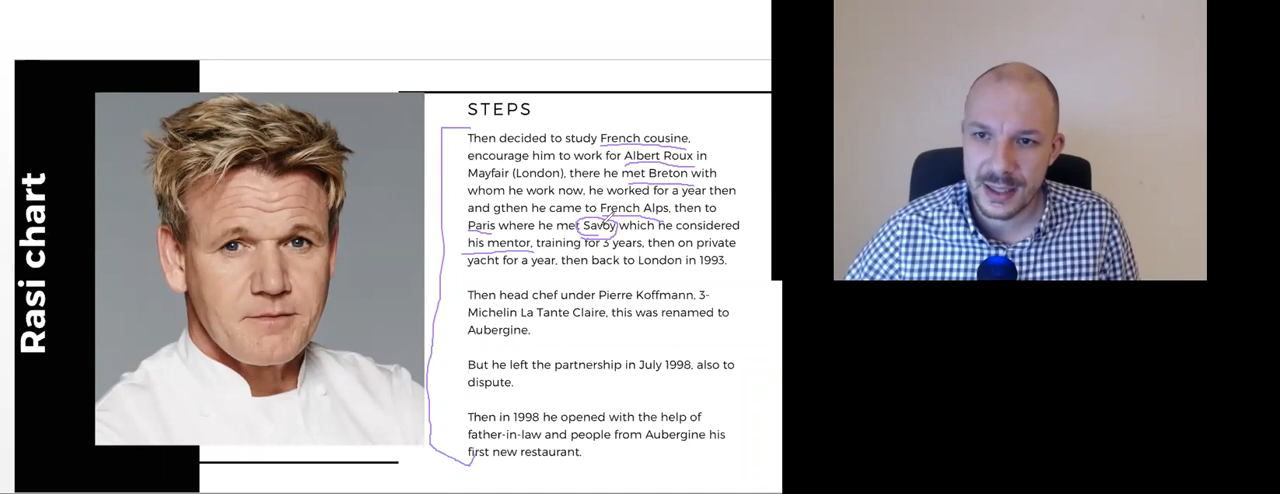 Rasi chart
STEPS
Then decided to study French cousine,
encourage him to work for Albert Roux in
Mayfair (London), there he met Breton with
whom he work now, he worked for a year then
and gthen he came to French Alps, then to
Paris where he met Savoy which he considered
his mentor, training for 3 years, then on private
yacht for a year, then back to London in 1993.
Then head chef under Pierre Koffmann, 3-
Michelin La Tante Claire, this was renamed to
Aubergine.
But he left the partnership in July 1998, also to
dispute.
Then in 1998 he opened with the help of
father-in-law and people from Aubergine his
first new restaurant.